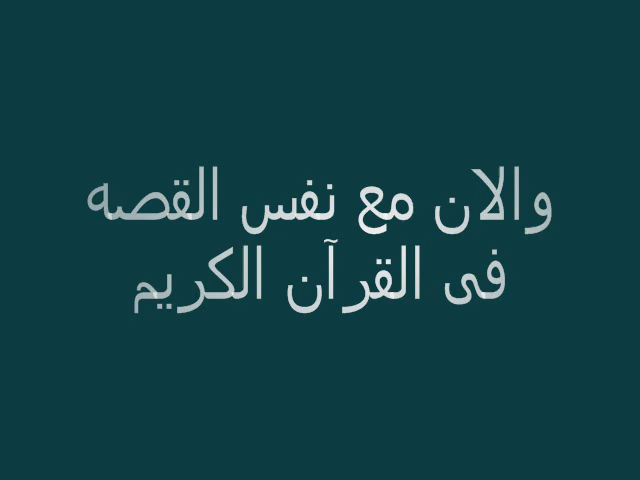 والان مع نفس القصه
فى القرآن الكريم